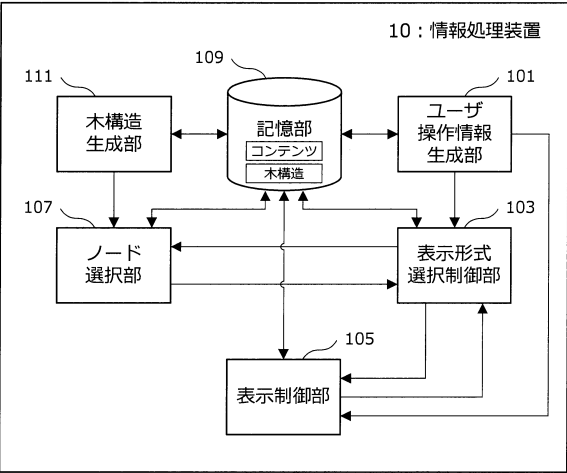 10：情報処理装置
109
111
101
木構造
生成部
記憶部
コンテンツ
木構造
ユーザ
操作情報
生成部
107
103
ノード
選択部
表示形式
選択制御部
105
表示制御部